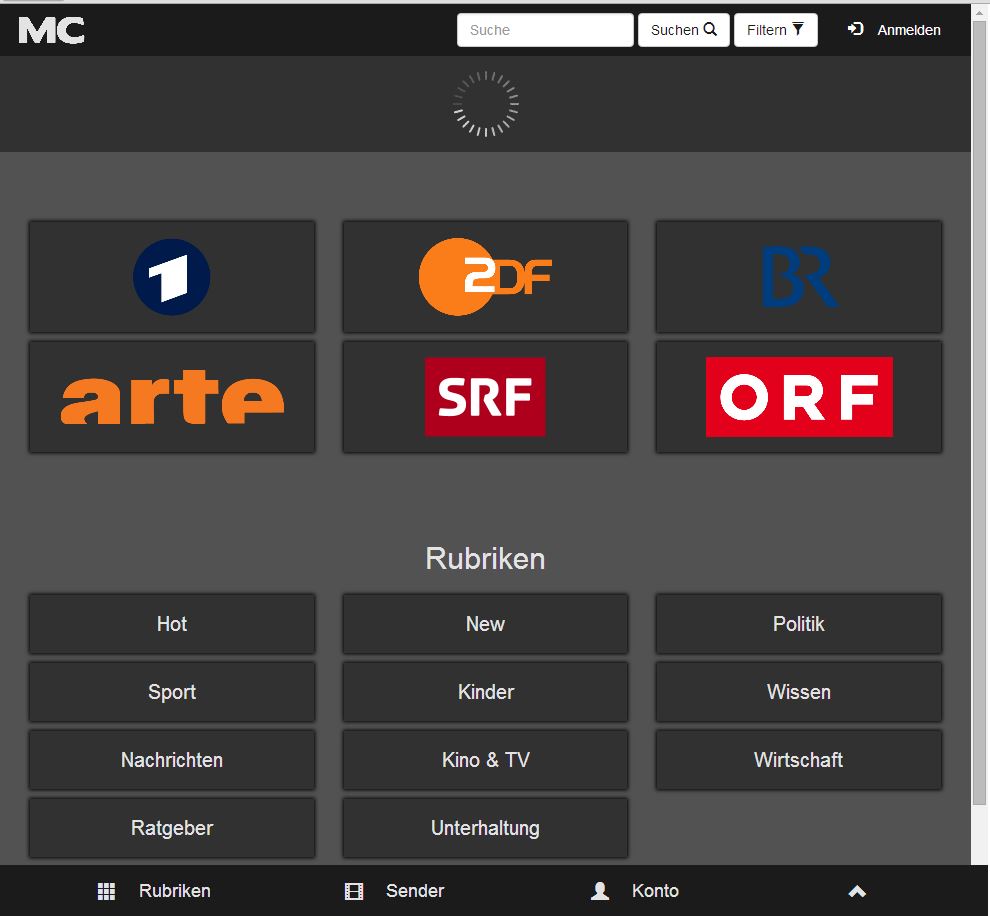 MC Suche Suchen Filtern Anmelden
1 2DF BR
arte SRF ORF
Rubriken
Hot New Politik
Sport Kinder Wissen
Nachrichten Kino & TV Wirtschaft
Ratgeber Unterhaltung
Rubriken Sender Konto